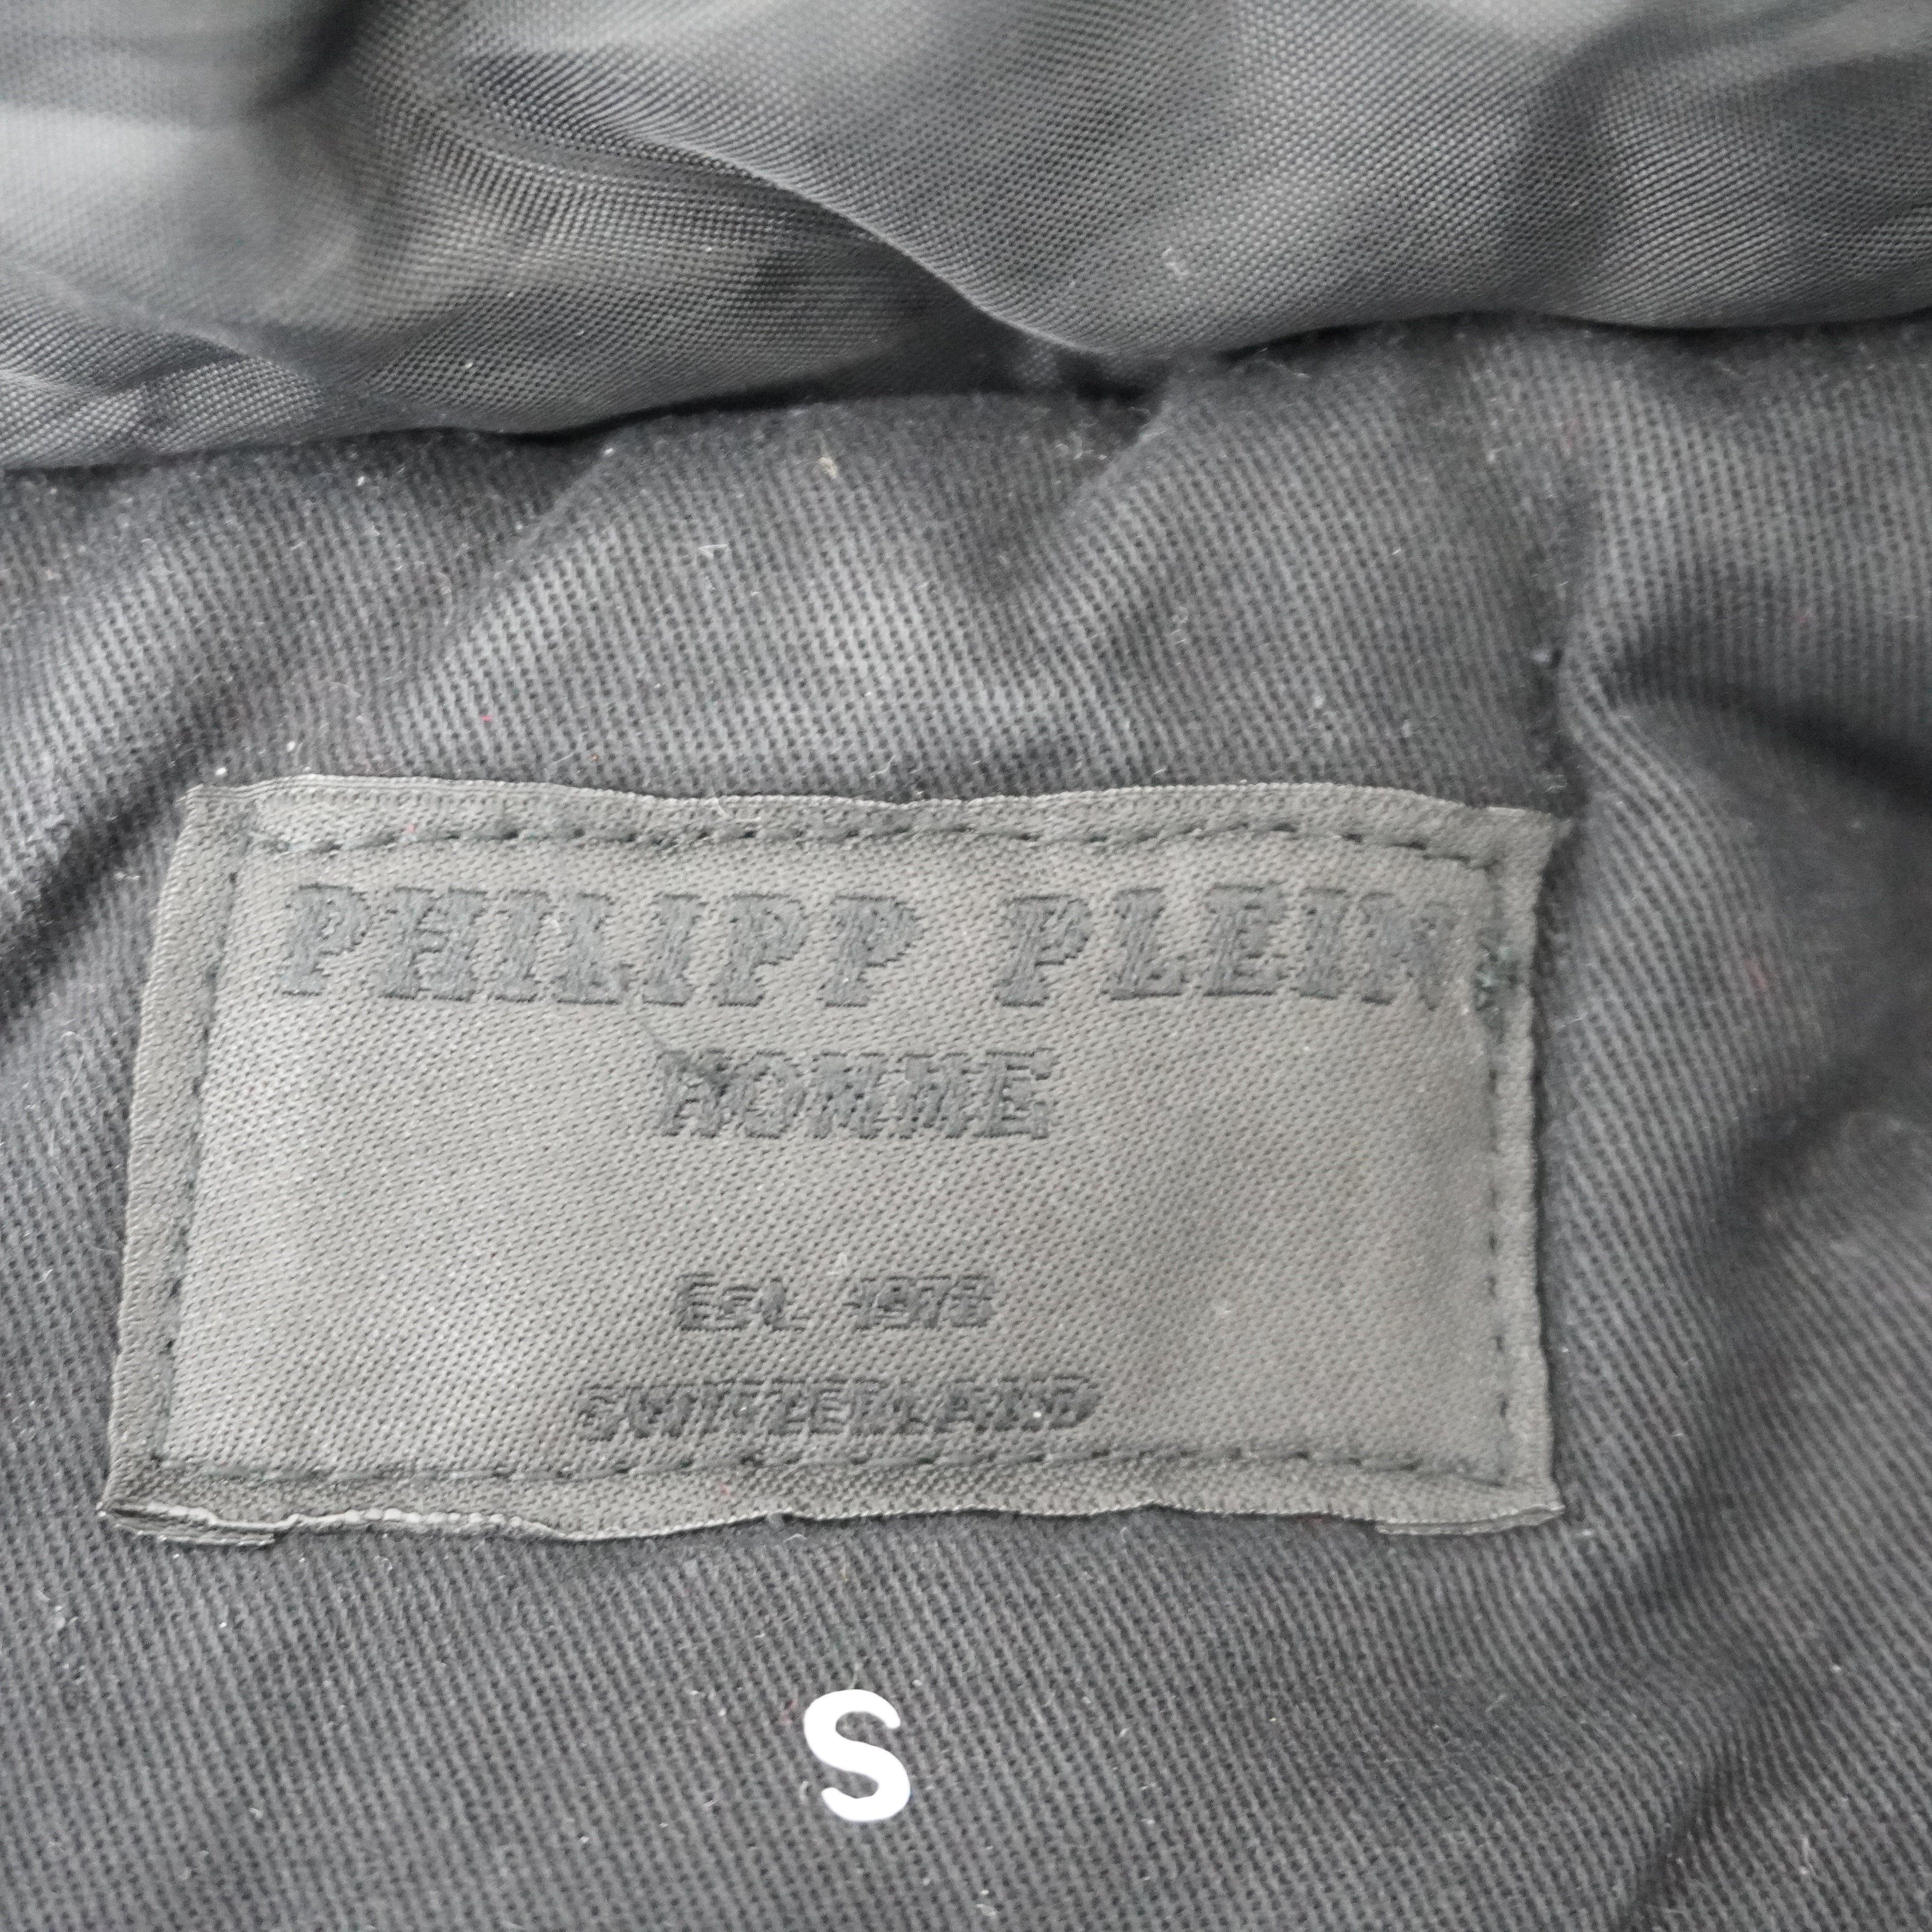 PHILIPP PLEIN
HOMME
Est. 1978
SWITZERLAND
S